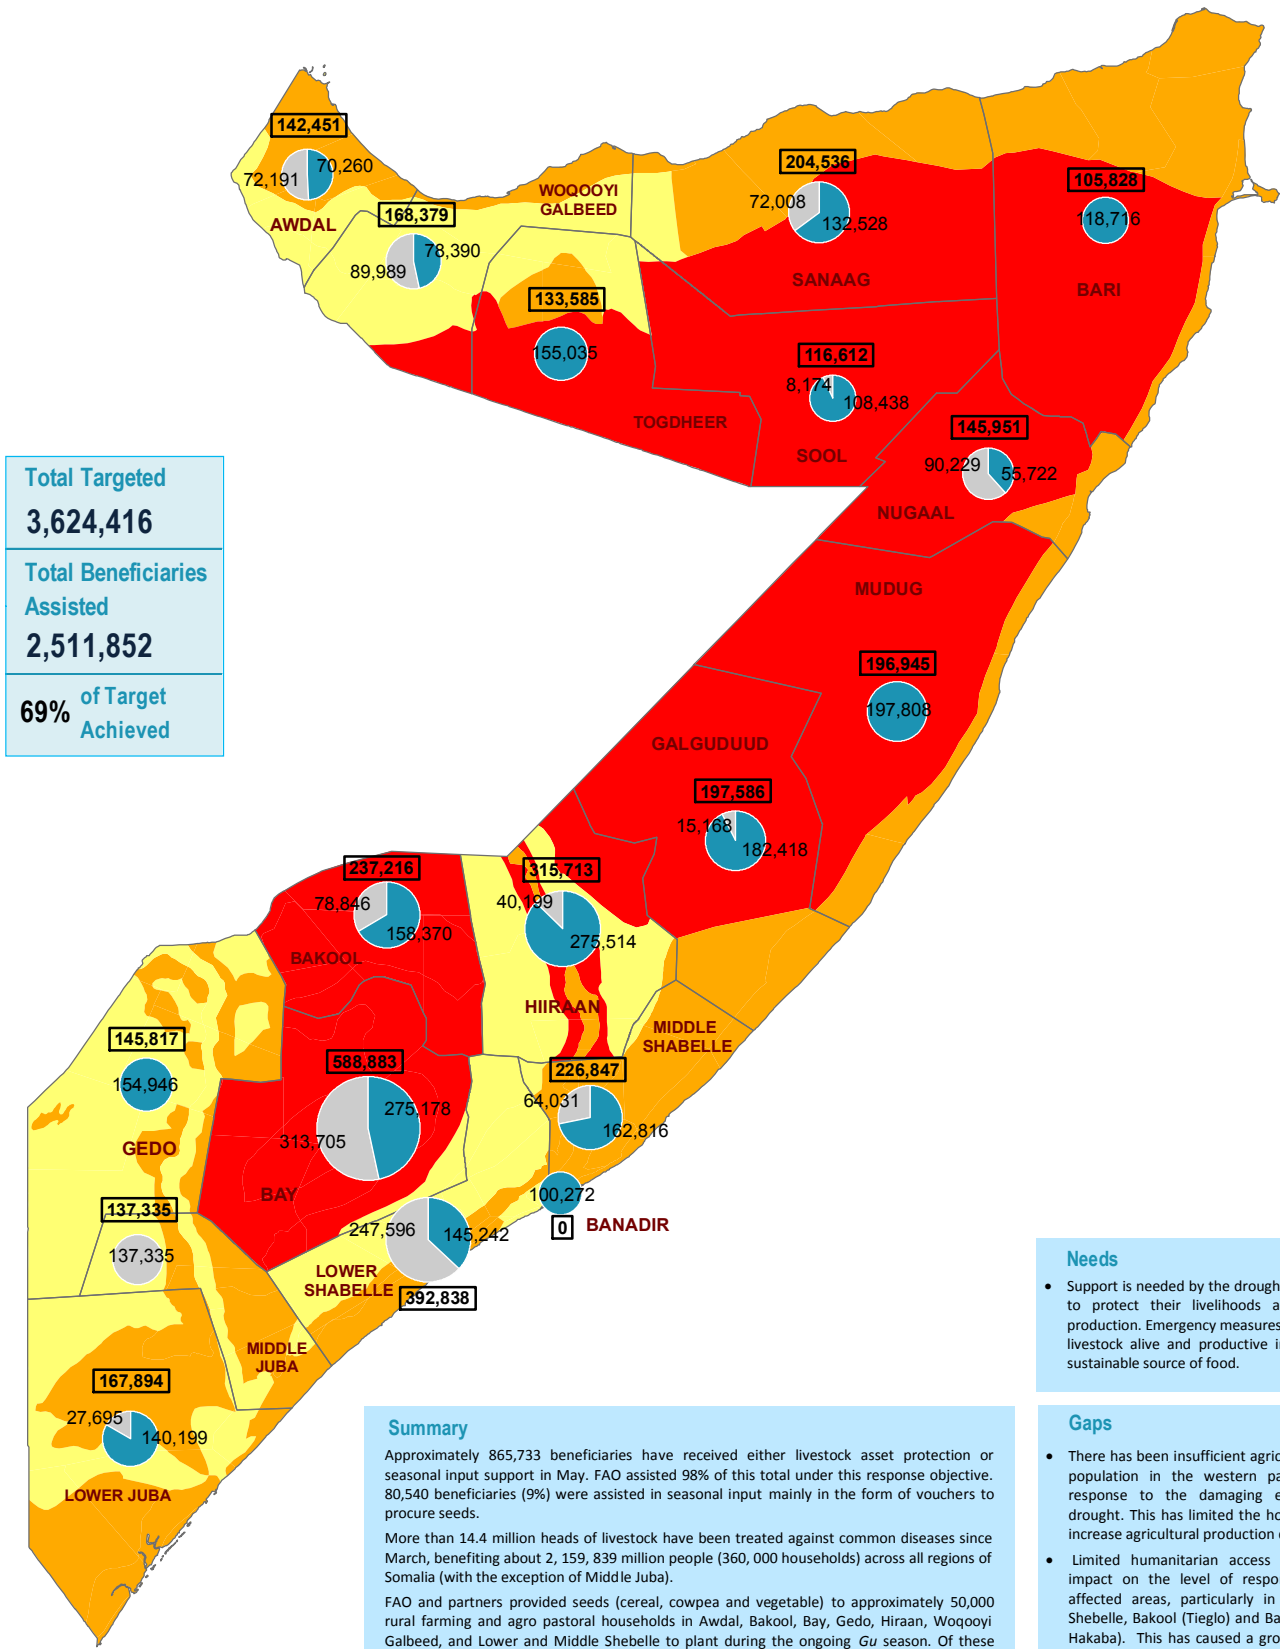 142,451
70,260
72,191
AWDAL
168,379
78,390
89,989
WOQOOYI
GALBEED
204,536
72,008
132,528
SANAAG
105,828
118,716
BARI
133,585
155,035
TOGDHEER
116,612
8,174
108,438
SOOL
145,951
90,229
55,722
NUGAAL
Total Targeted
3,624,416
Total Beneficiaries
Assisted
2,511,852
69% of Target
Achieved
MUDUG
196,945
197,808
GALGUDUUD
197,586
15,168
182,418
237,216
78,846
158,370
BAKOOL
315,713
40,199
275,514
HIIRAAN
MIDDLE
SHABELLE
226,847
64,031
162,816
145,817
154,946
GEDO
588,883
275,178
313,705
BAY
100,272
0 BANADIR
137,335
137,335
247,596
145,242
LOWER
SHABELLE
392,838
MIDDLE
JUBA
167,894
27,695
140,199
LOWER JUBA
Summary
Approximately 865,733 beneficiaries have received either livestock asset protection or
seasonal input support in May. FAO assisted 98% of this total under this response objective.
80,540 beneficiaries (9%) were assisted in seasonal input mainly in the form of vouchers to
procure seeds.
More than 14.4 million heads of livestock have been treated against common diseases since
March, benefiting about 2, 159, 839 million people (360, 000 households) across all regions of
Somalia (with the exception of Middle Juba).
FAO and partners provided seeds (cereal, cowpea and vegetable) to approximately 50,000
rural farming and agro pastoral households in Awdal, Bakool, Bay, Gedo, Hiraan, Woqooyi
Galbeed, and Lower and Middle Shebelle to plant during the ongoing Gu season. Of these
Needs
• Support is needed by the drough
to protect their livelihoods a
production. Emergency measures
livestock alive and productive i
sustainable source of food.
Gaps
• There has been insufficient agric
population in the western pa
response to the damaging e
drought. This has limited the ho
increase agricultural production
• Limited humanitarian access
impact on the level of respo
affected areas, particularly in
Shebelle, Bakool (Tieglo) and Ba
Hakaba). This has caused a gro